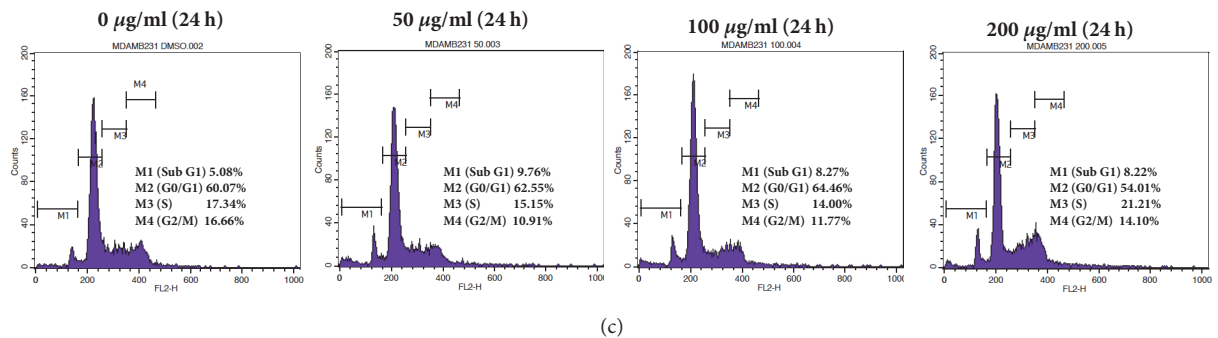 0 µg/ml (24 h)
MDAMB231 DMSO.002
Counts
200
160
120
80
40
0
M4
M3
M2
M1
M1 (Sub G1) 5.08%
M2 (G0/G1) 60.07%
M3 (S) 17.34%
M4 (G2/M) 16.66%
0 200 400 600 800 1000
FL2-H
50 µg/ml (24 h)
MDAMB231 50.003
Counts
200
160
120
80
40
0
M4
M3
M2
M1
M1 (Sub G1) 9.76%
M2 (G0/G1) 62.55%
M3 (S) 15.15%
M4 (G2/M) 10.91%
0 200 400 600 800 1000
FL2-H
100 µg/ml (24 h)
MDAMB231 100.004
Counts
200
160
120
80
40
0
M4
M3
M2
M1
M1 (Sub G1) 8.27%
M2 (G0/G1) 64.46%
M3 (S) 14.00%
M4 (G2/M) 11.77%
0 200 400 600 800 1000
FL2-H
200 µg/ml (24 h)
MDAMB231 200.005
Counts
200
160
120
80
40
0
M4
M3
M2
M1
M1 (Sub G1) 8.22%
M2 (G0/G1) 54.01%
M3 (S) 21.21%
M4 (G2/M) 14.10%
0 200 400 600 800 1000
FL2-H
(c)